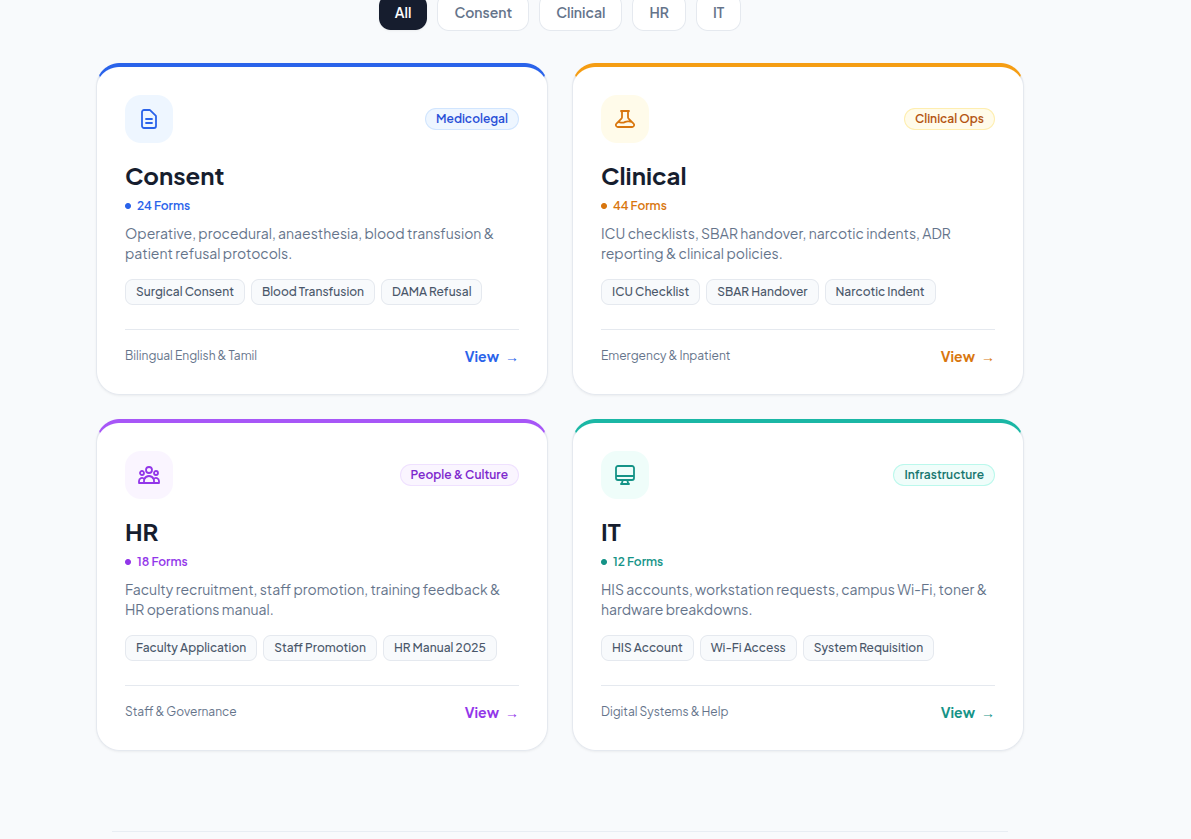 All Consent Clinical HR IT
Medicolegal
Consent
24 Forms
Operative, procedural, anaesthesia, blood transfusion &
patient refusal protocols.
Surgical Consent Blood Transfusion DAMA Refusal
Bilingual English & Tamil View →
Clinical Ops
Clinical
44 Forms
ICU checklists, SBAR handover, narcotic indents, ADR
reporting & clinical policies.
ICU Checklist SBAR Handover Narcotic Indent
Emergency & Inpatient View →
People & Culture
HR
18 Forms
Faculty recruitment, staff promotion, training feedback &
HR operations manual.
Faculty Application Staff Promotion HR Manual 2025
Staff & Governance View →
Infrastructure
IT
12 Forms
HIS accounts, workstation requests, campus Wi-Fi, toner &
hardware breakdowns.
HIS Account Wi-Fi Access System Requisition
Digital Systems & Help View →